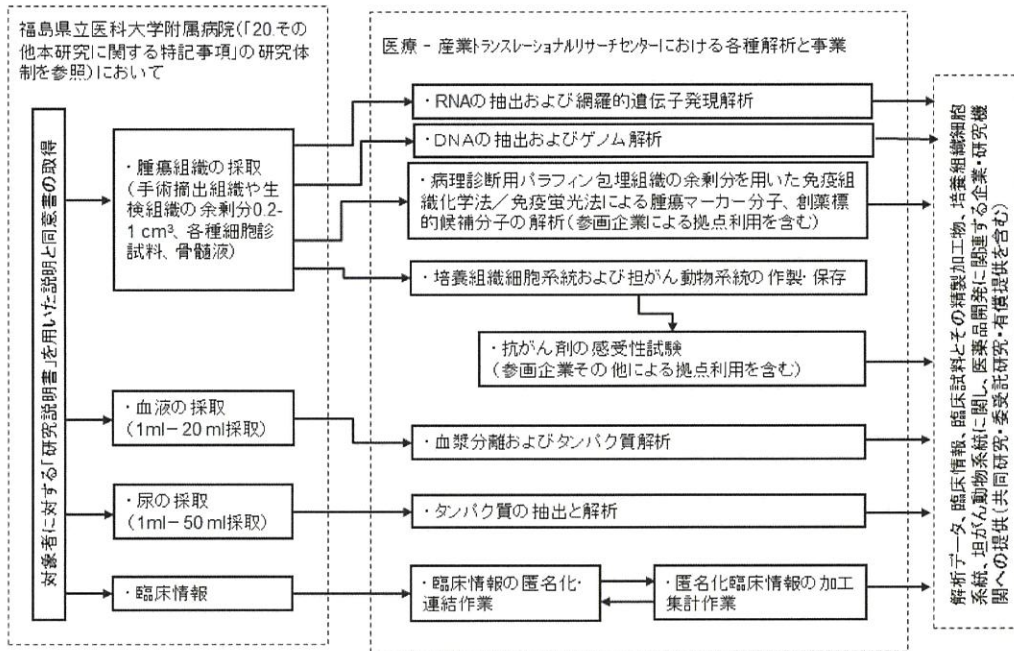 福島県立医科大学附属病院(「20.その
他本研究に関する特記事項」の研究体
制を参照)において
対象者に対する「研究説明書」を用いた説明と同意書の取得
・腫瘍組織の採取
(手術摘出組織や生
検組織の余剰分0.2-
1 cm³、各種細胞診
試料、骨髄液)
・血液の採取
(1ml－20 ml採取)
・尿の採取
(1ml－50 ml採取)
・臨床情報
医療 - 産業トランスレーショナルリサーチセンターにおける各種解析と事業
・RNAの抽出および網羅的遺伝子発現解析
・DNAの抽出およびゲノム解析
・病理診断用パラフィン包埋組織の余剰分を用いた免疫組
織化学法／免疫蛍光法による腫瘍マーカー分子、創薬標
的候補分子の解析(参画企業による拠点利用を含む)
・培養組織細胞系統および担がん動物系統の作製・保存
・抗がん剤の感受性試験
(参画企業その他による拠点利用を含む)
・血漿分離およびタンパク質解析
・タンパク質の抽出と解析
・臨床情報の匿名化・
連結作業
・匿名化臨床情報の加工
集計作業
解析データ、臨床情報、臨床試料とその精製加工物、培養組織細胞
系統、坦がん動物系統に関し、医薬品開発に関連する企業・研究機
関への提供(共同研究・委受託研究・有償提供を含む)